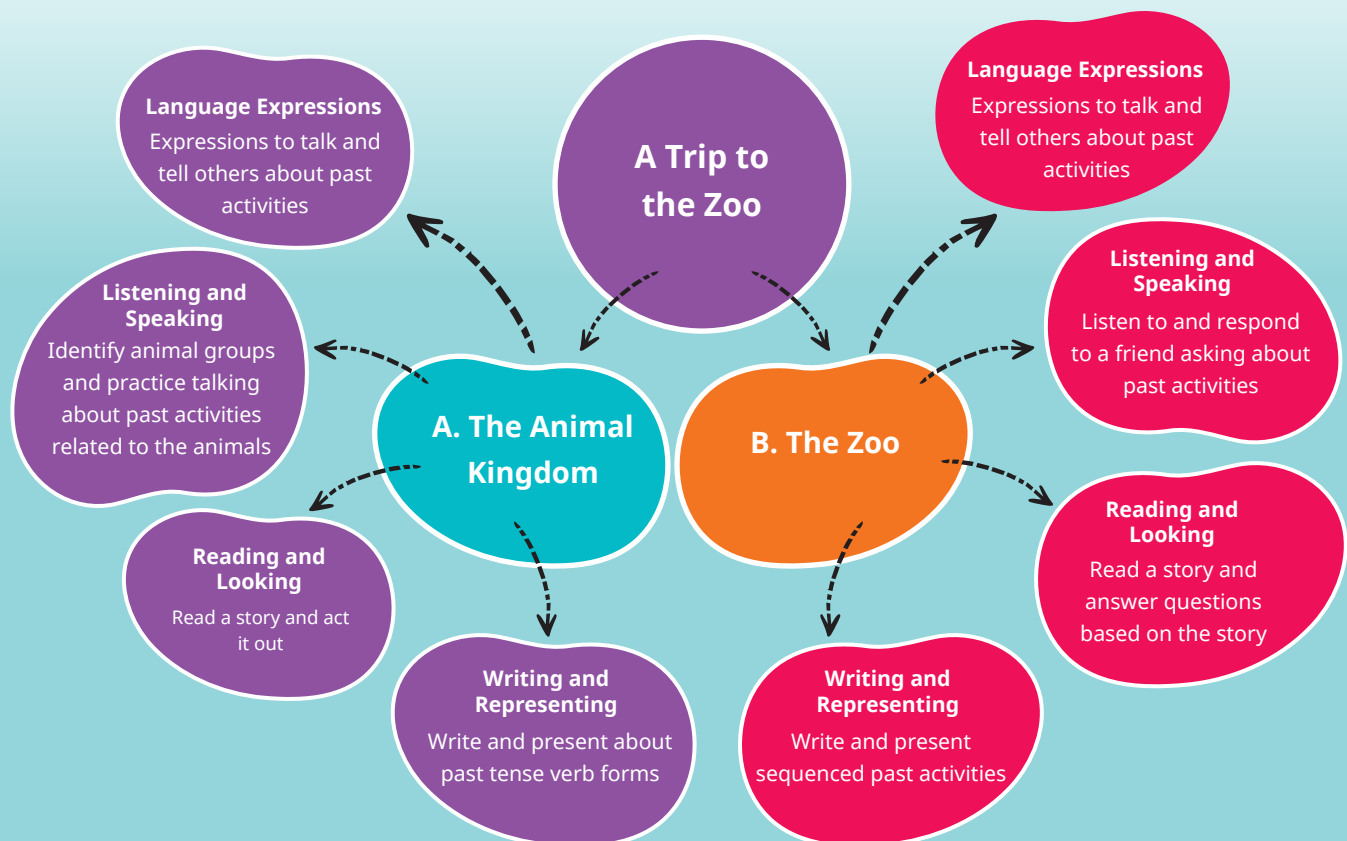 A Trip to
the Zoo
A. The Animal
Kingdom
Language Expressions
Expressions to talk and
tell others about past
activities
Listening and
Speaking
Identify animal groups
and practice talking
about past activities
related to the animals
Reading and
Looking
Read a story and act
it out
Writing and
Representing
Write and present about
past tense verb forms
B. The Zoo
Language Expressions
Expressions to talk and
tell others about past
activities
Listening and
Speaking
Listen to and respond
to a friend asking about
past activities
Reading and
Looking
Read a story and
answer questions
based on the story
Writing and
Representing
Write and present
sequenced past activities